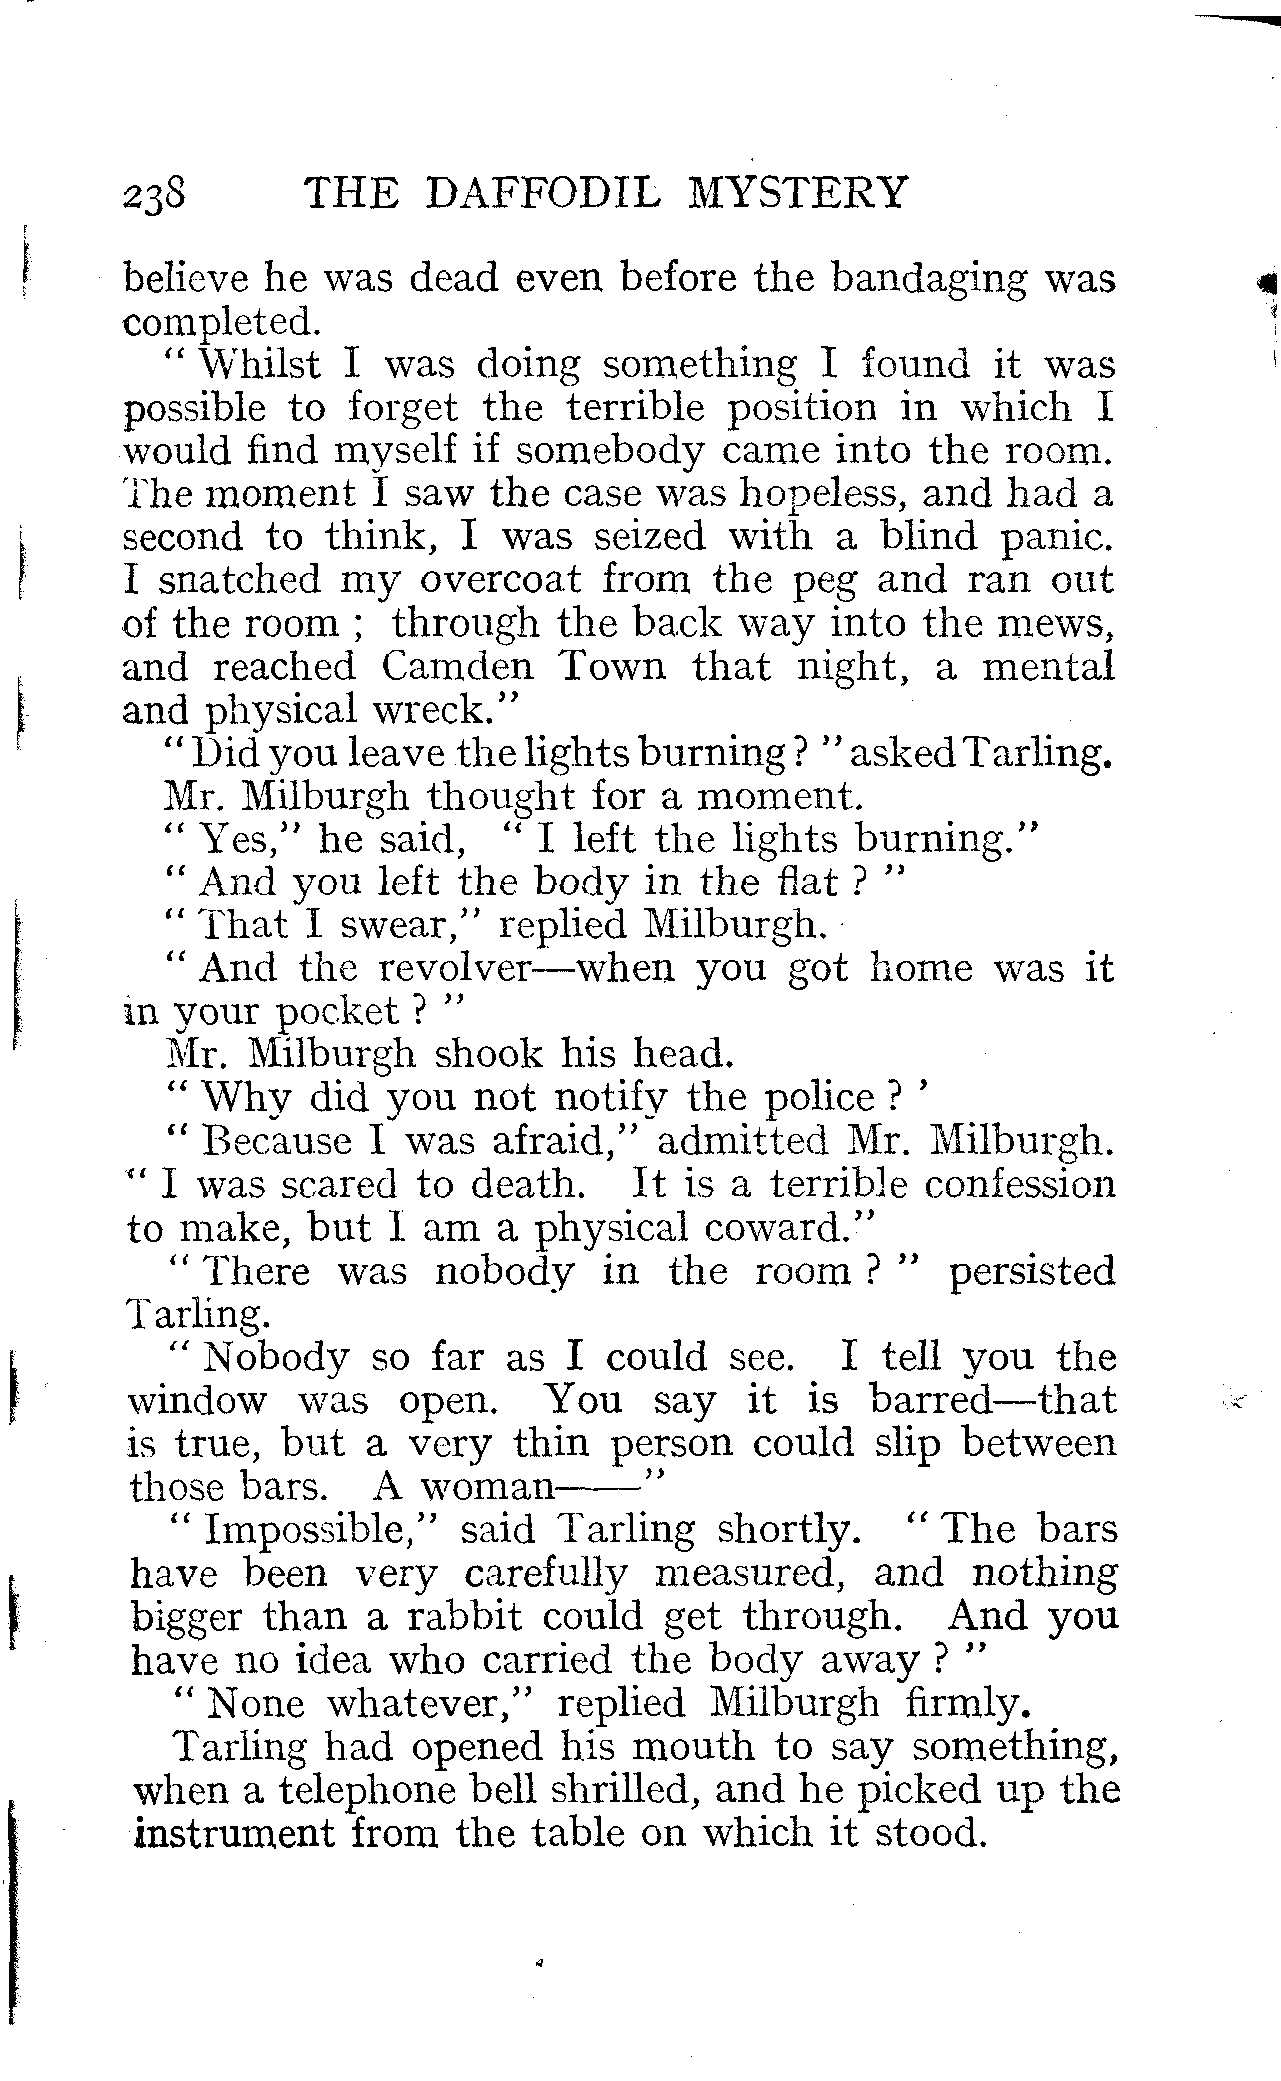 238 THE DAFFODIL MYSTERY
believe he was dead even before the bandaging was
completed.
“ Whilst I was doing something I found it was
possible to forget the terrible position in which I
would find myself if somebody came into the room.
The moment I saw the case was hopeless, and had a
second to think, I was seized with a blind panic.
I snatched my overcoat from the peg and ran out
of the room ; through the back way into the mews,
and reached Camden Town that night, a mental
and physical wreck.”
“ Did you leave the lights burning ? ” asked Tarling.
Mr. Milburgh thought for a moment.
“ Yes,” he said, “ I left the lights burning.”
“ And you left the body in the flat ? ”
“ That I swear,” replied Milburgh.
“ And the revolver—when you got home was it
in your pocket ? ”
Mr. Milburgh shook his head.
“ Why did you not notify the police ? ’
“ Because I was afraid,” admitted Mr. Milburgh.
“ I was scared to death. It is a terrible confession
to make, but I am a physical coward.”
“ There was nobody in the room ? ” persisted
Tarling.
“ Nobody so far as I could see. I tell you the
window was open. You say it is barred—that
is true, but a very thin person could slip between
those bars. A woman——”
“ Impossible,” said Tarling shortly. “ The bars
have been very carefully measured, and nothing
bigger than a rabbit could get through. And you
have no idea who carried the body away ? ”
“ None whatever,” replied Milburgh firmly.
Tarling had opened his mouth to say something,
when a telephone bell shrilled, and he picked up the
instrument from the table on which it stood.